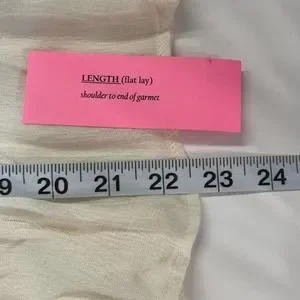 LENGTH (flat lay)
shoulder to end of garmet
9 20 21 22 23 24